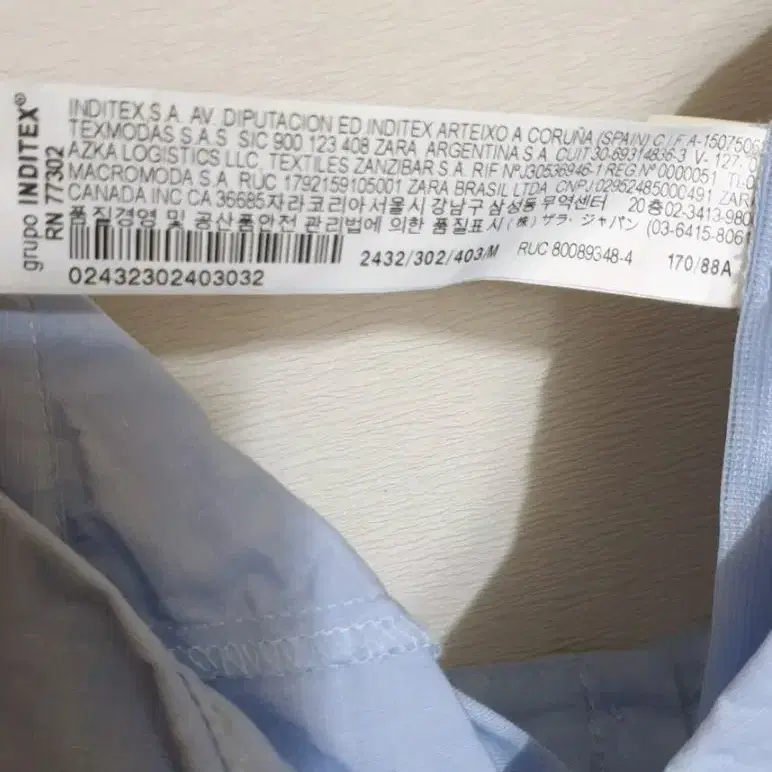 grupo INDITEX®
RN 77302
INDITEX,S.A. AV. DIPUTACION ED.INDITEX ARTEIXO A CORUÑA (SPAIN) C.I.F.A-1507506
TEXMODAS S.A.S. SIC 900 123 408 ZARA ARGENTINA S.A. CUIT 30-69314836-3 V- 127.
AZKA LOGISTICS LLC, TEXTILES ZANZIBAR S.A. RIF NºJ30536946-1 REG.Nº 0000051
MACROMODA S.A. RUC 1792159105001 ZARA BRASIL LTDA. CNPJ 02952485000491 ZAR
CANADA INC CA 36685자라코리아서울시 강남구 삼성동무역센터 20층02-3413-980
품질경영 및 공산품안전 관리법에 의한 품질표시 (株) ザラ・ジャパン (03-6415-8061
02432302403032
2432/302/403/M
RUC 80089348-4
170/88A